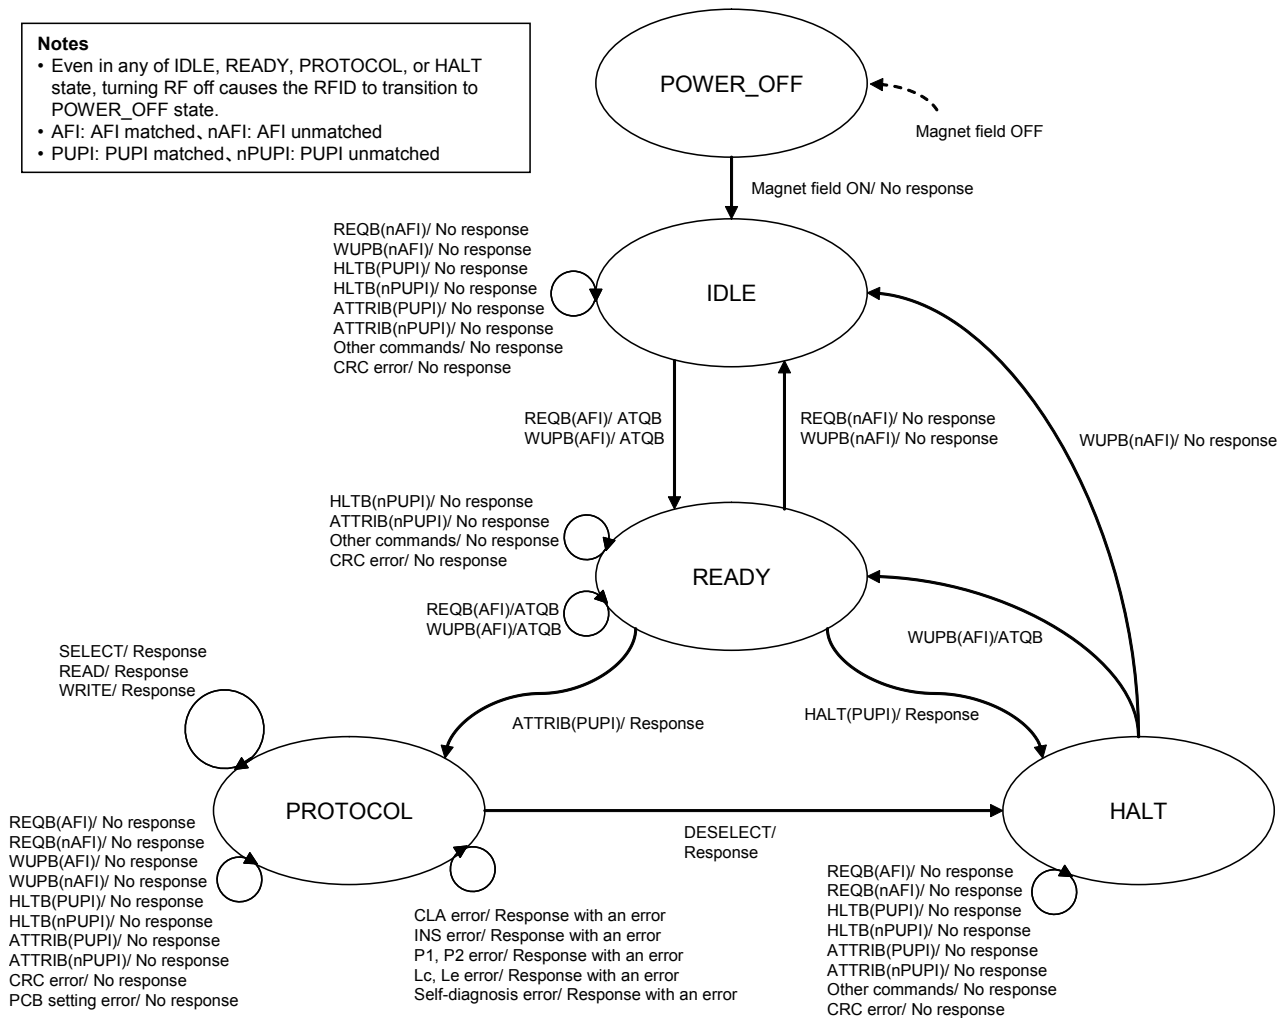 Notes
• Even in any of IDLE, READY, PROTOCOL, or HALT
state, turning RF off causes the RFID to transition to
POWER_OFF state.
• AFI: AFI matched、nAFI: AFI unmatched
• PUPI: PUPI matched、nPUPI: PUPI unmatched
POWER_OFF
Magnet field OFF
Magnet field ON/ No response
REQB(nAFI)/ No response
WUPB(nAFI)/ No response
HLTB(PUPI)/ No response
HLTB(nPUPI)/ No response
ATTRIB(PUPI)/ No response
ATTRIB(nPUPI)/ No response
Other commands/ No response
CRC error/ No response
IDLE
REQB(AFI)/ ATQB
WUPB(AFI)/ ATQB
REQB(nAFI)/ No response
WUPB(nAFI)/ No response
WUPB(nAFI)/ No response
HLTB(nPUPI)/ No response
ATTRIB(nPUPI)/ No response
Other commands/ No response
CRC error/ No response
READY
REQB(AFI)/ATQB
WUPB(AFI)/ATQB
WUPB(AFI)/ATQB
SELECT/ Response
READ/ Response
WRITE/ Response
ATTRIB(PUPI)/ Response
HALT(PUPI)/ Response
PROTOCOL
HALT
DESELECT/
Response
REQB(AFI)/ No response
REQB(nAFI)/ No response
WUPB(AFI)/ No response
WUPB(nAFI)/ No response
HLTB(PUPI)/ No response
HLTB(nPUPI)/ No response
ATTRIB(PUPI)/ No response
ATTRIB(nPUPI)/ No response
CRC error/ No response
PCB setting error/ No response
CLA error/ Response with an error
INS error/ Response with an error
P1, P2 error/ Response with an error
Lc, Le error/ Response with an error
Self-diagnosis error/ Response with an error
REQB(AFI)/ No response
REQB(nAFI)/ No response
HLTB(PUPI)/ No response
HLTB(nPUPI)/ No response
ATTRIB(PUPI)/ No response
ATTRIB(nPUPI)/ No response
Other commands/ No response
CRC error/ No response